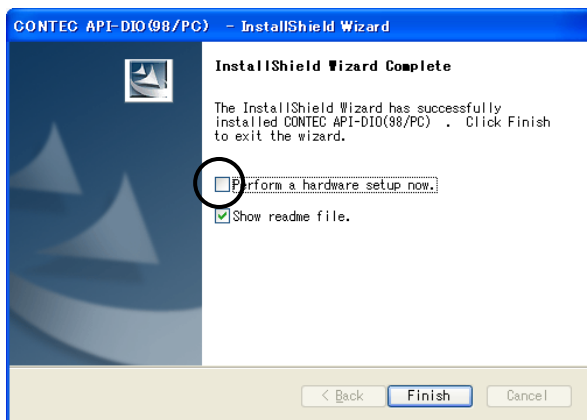 CONTEC API-DIO(98/PC) - InstallShield Wizard
InstallShield Wizard Complete
The InstallShield Wizard has successfully
installed CONTEC API-DIO(98/PC) . Click Finish
to exit the wizard.
Perform a hardware setup now.
Show readme file.
< Back
Finish
Cancel